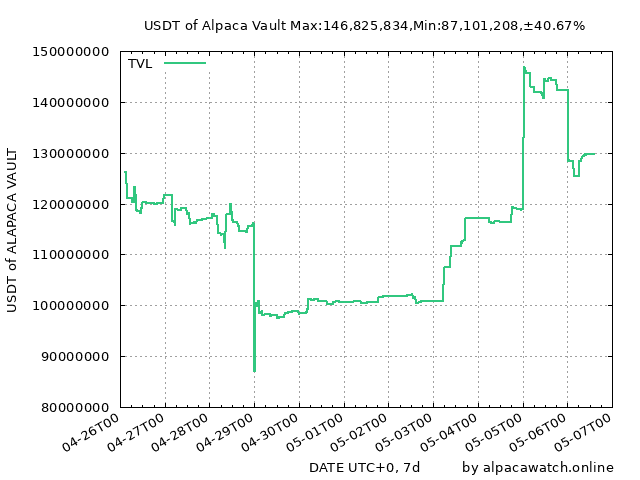 USDT of Alpaca Vault Max:146,825,834,Min:87,101,208,±40.67%
TVL
150000000
140000000
130000000
120000000
110000000
100000000
90000000
80000000
USDT of ALAPACA VAULT
04-26T00
04-27T00
04-28T00
04-29T00
04-30T00
05-01T00
05-02T00
05-03T00
05-04T00
05-05T00
05-06T00
05-07T00
DATE UTC+0, 7d
by alpacawatch.online